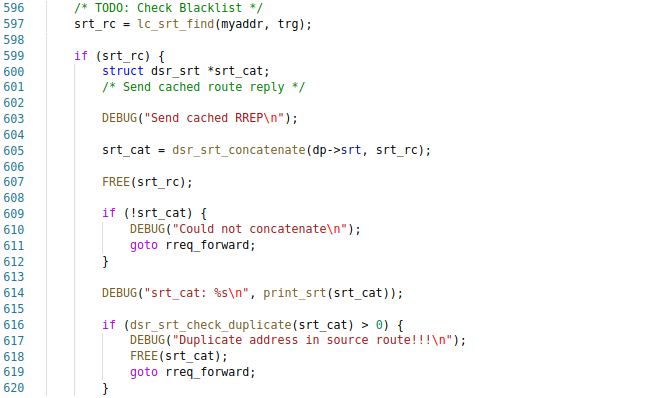 596 /* TODO: Check Blacklist */
597 srt_rc = lc_srt_find(myaddr, trg);
598
599 if (srt_rc) {
600 struct dsr_srt *srt_cat;
601 /* Send cached route reply */
602
603 DEBUG("Send cached RREP\n");
604
605 srt_cat = dsr_srt_concatenate(dp->srt, srt_rc);
606
607 FREE(srt_rc);
608
609 if (!srt_cat) {
610 DEBUG("Could not concatenate\n");
611 goto rreq_forward;
612 }
613
614 DEBUG("srt_cat: %s\n", print_srt(srt_cat));
615
616 if (dsr_srt_check_duplicate(srt_cat) > 0) {
617 DEBUG("Duplicate address in source route!!!\n");
618 FREE(srt_cat);
619 goto rreq_forward;
620 }